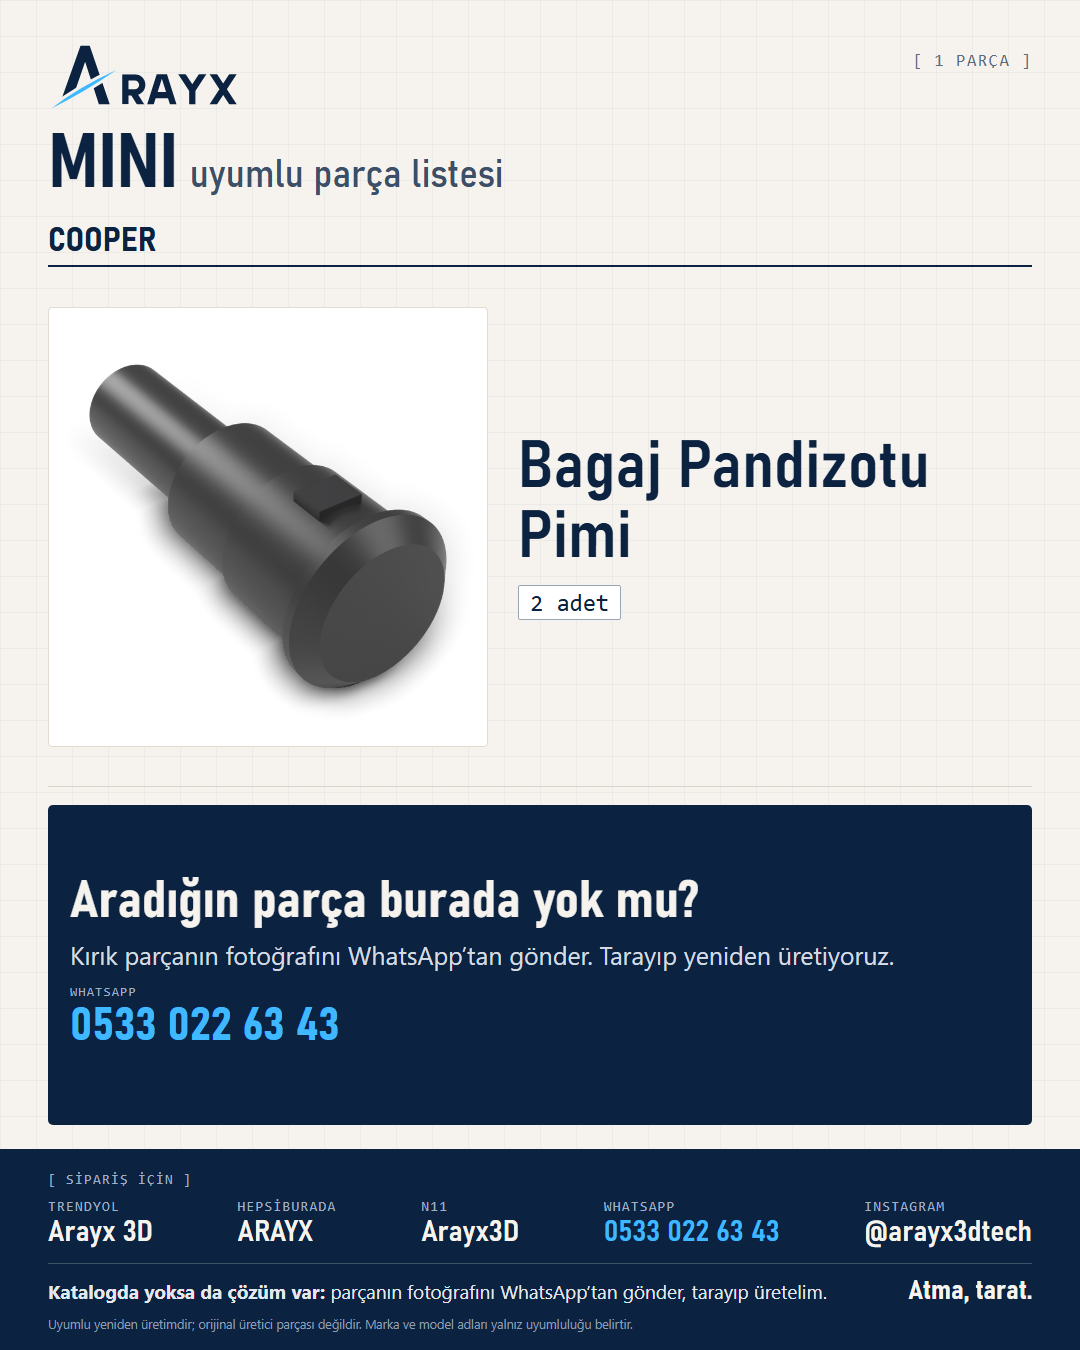 ARAYX
[ 1 PARÇA ]
MINI uyumlu parça listesi
COOPER
Bagaj Pandizotu
Pimi
2 adet
Aradığın parça burada yok mu?
Kırık parçanın fotoğrafını WhatsApp'tan gönder. Tarayıp yeniden üretiyoruz.
WHATSAPP
0533 022 63 43
[ SİPARİŞ İÇİN ]
TRENDYOL
Arayx 3D
HEPSİBURADA
ARAYX
N11
Arayx3D
WHATSAPP
0533 022 63 43
INSTAGRAM
@arayx3dtech
Katalogda yoksa da çözüm var: parçanın fotoğrafını WhatsApp'tan gönder, tarayıp üretelim.
Atma, tarat.
Uyumlu yeniden üretimdir; orijinal üretici parçası değildir. Marka ve model adları yalnız uyumluluğu belirtir.